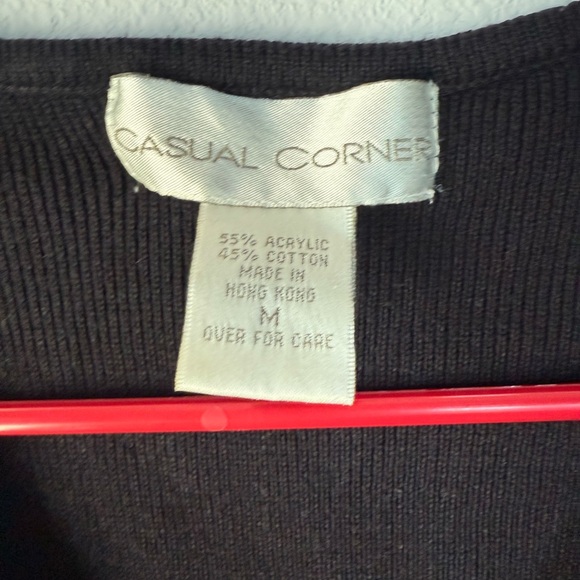 CASUAL CORNER
55% ACRYLIC
45% COTTON
MADE IN
HONG KONG
M
OVER FOR CARE